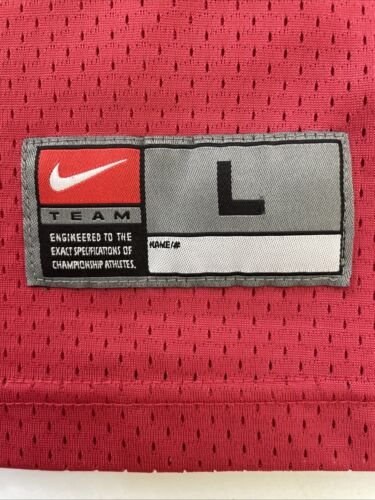 TEAM
ENGINEERED TO THE
EXACT SPECIFICATIONS OF
CHAMPIONSHIP ATHLETES.
L
NAME/#